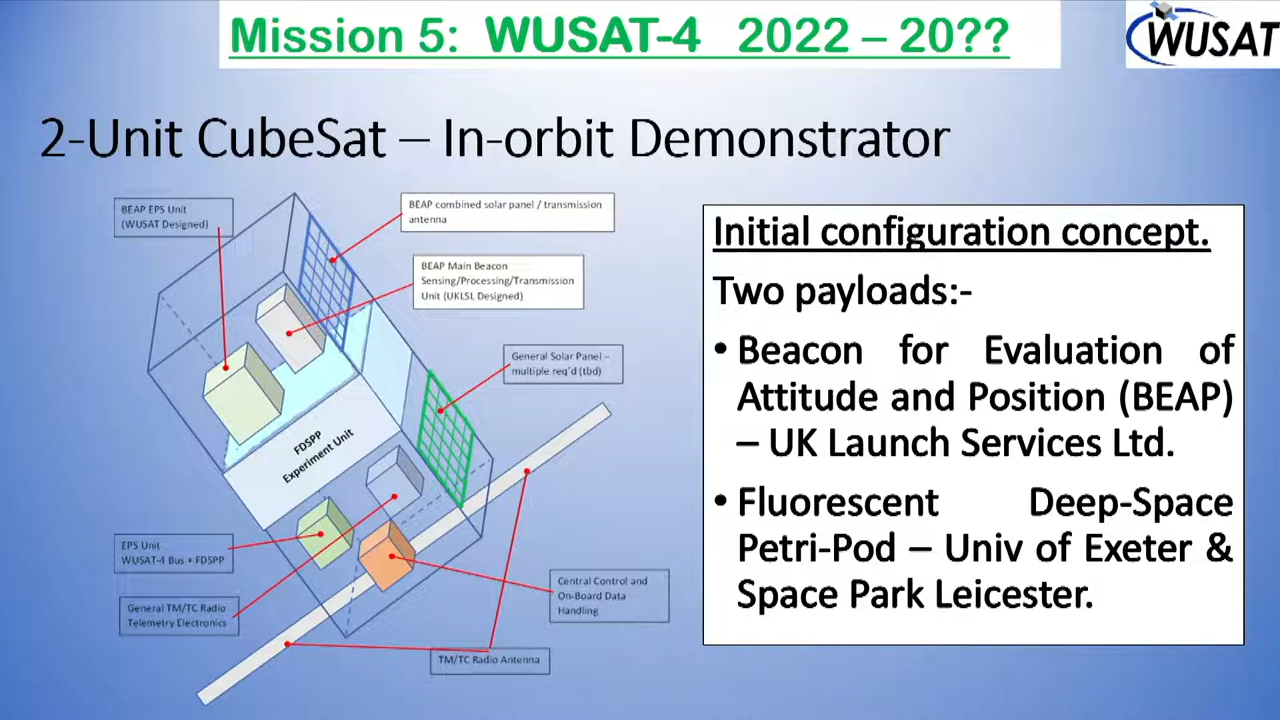 Mission 5: WUSAT-4 2022 – 20??
WUSAT
2-Unit CubeSat – In-orbit Demonstrator
BEAP EPS Unit
(WUSAT Designed)
BEAP combined solar panel / transmission
antenna
BEAP Main Beacon
Sensing/Processing/Transmission
Unit (UKLSL Designed)
General Solar Panel –
multiple req'd (tbd)
FDSPP
Experiment Unit
EPS Unit
WUSAT-4 Bus + FDSPP
General TM/TC Radio
Telemetry Electronics
Central Control and
On-Board Data
Handling
TM/TC Radio Antenna
Initial configuration concept.
Two payloads:-
• Beacon for Evaluation of
Attitude and Position (BEAP)
– UK Launch Services Ltd.
• Fluorescent Deep-Space
Petri-Pod – Univ of Exeter &
Space Park Leicester.